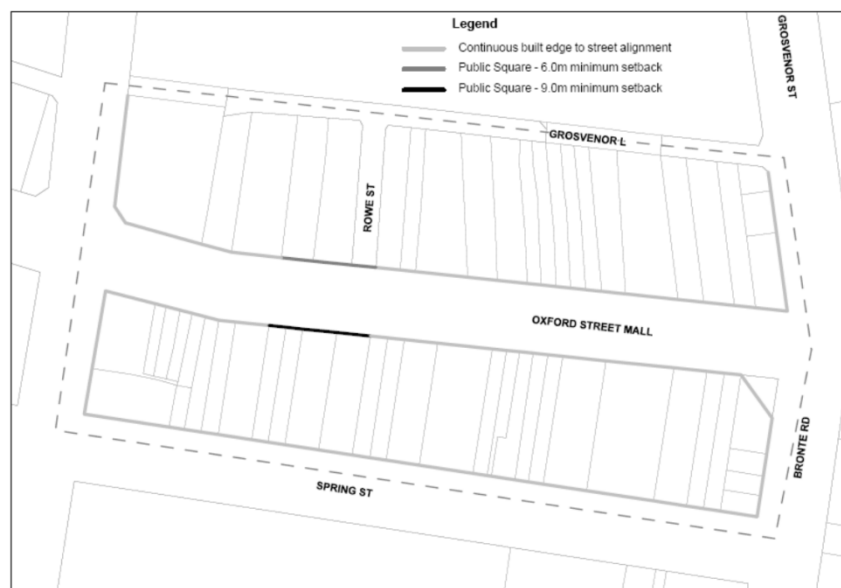 Legend
Continuous built edge to street alignment
Public Square - 6.0m minimum setback
Public Square - 9.0m minimum setback
GROSVENOR ST
GROSVENOR L
ROWE ST
OXFORD STREET MALL
BRONTE RD
SPRING ST